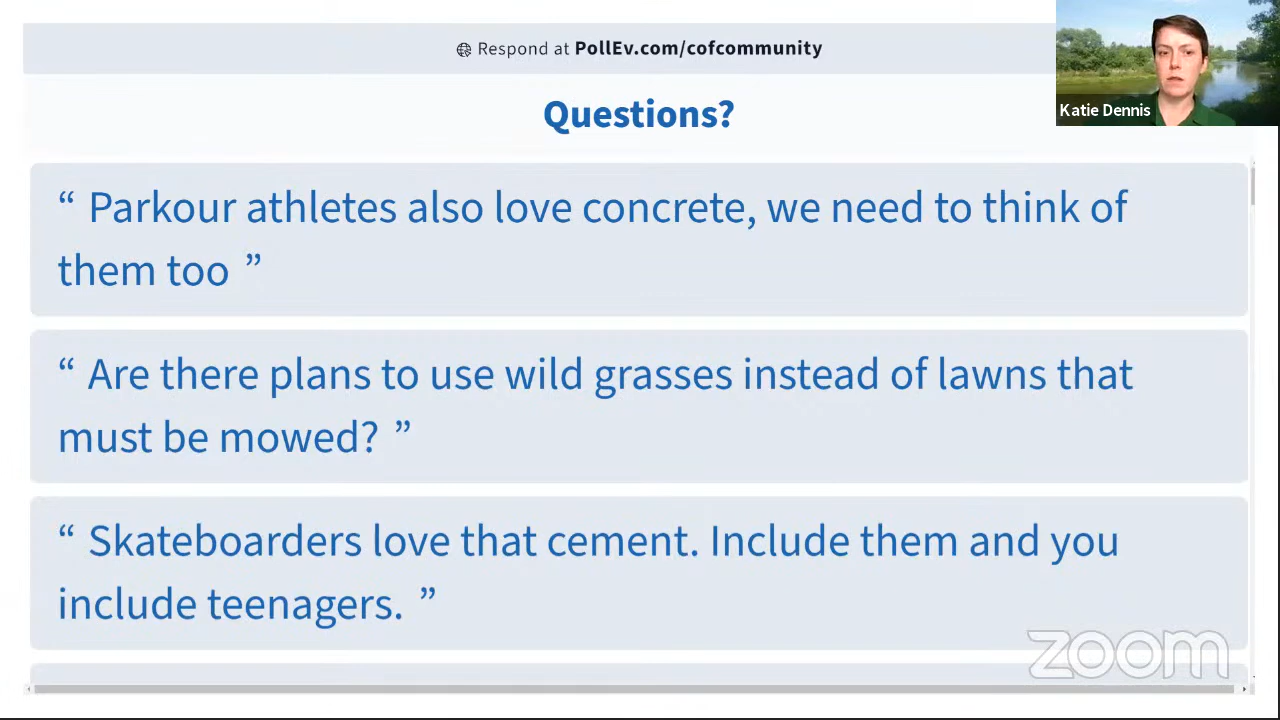 Respond at PollEv.com/cofcommunity
Katie Dennis
Questions?
“ Parkour athletes also love concrete, we need to think of
them too ”
“ Are there plans to use wild grasses instead of lawns that
must be mowed? ”
“ Skateboarders love that cement. Include them and you
include teenagers. ”
zoom